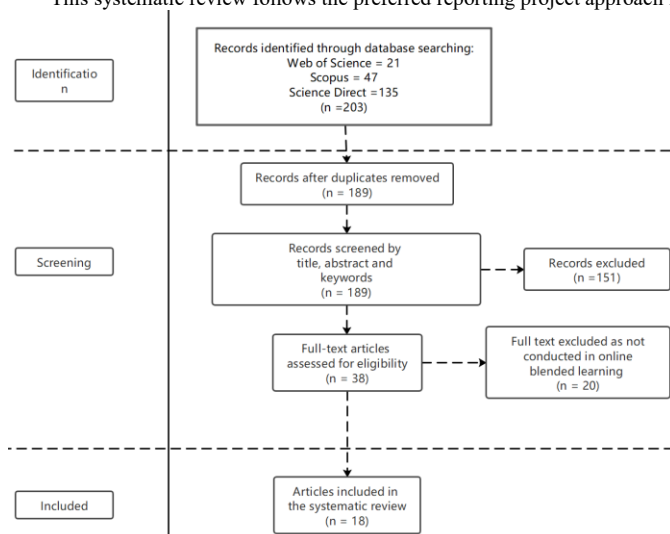 This systematic review follows the preferred reporting project approach
Records identified through database searching:
Web of Science = 21
Scopus = 47
Science Direct =135
(n =203)
Identificatio
n
Records after duplicates removed
(n = 189)
Screening
Records screened by
title, abstract and
keywords
(n = 189)
Records excluded
(n =151)
Full-text articles
assessed for eligibility
(n = 38)
Full text excluded as not
conducted in online
blended learning
(n = 20)
Included
Articles included in
the systematic review
(n = 18)